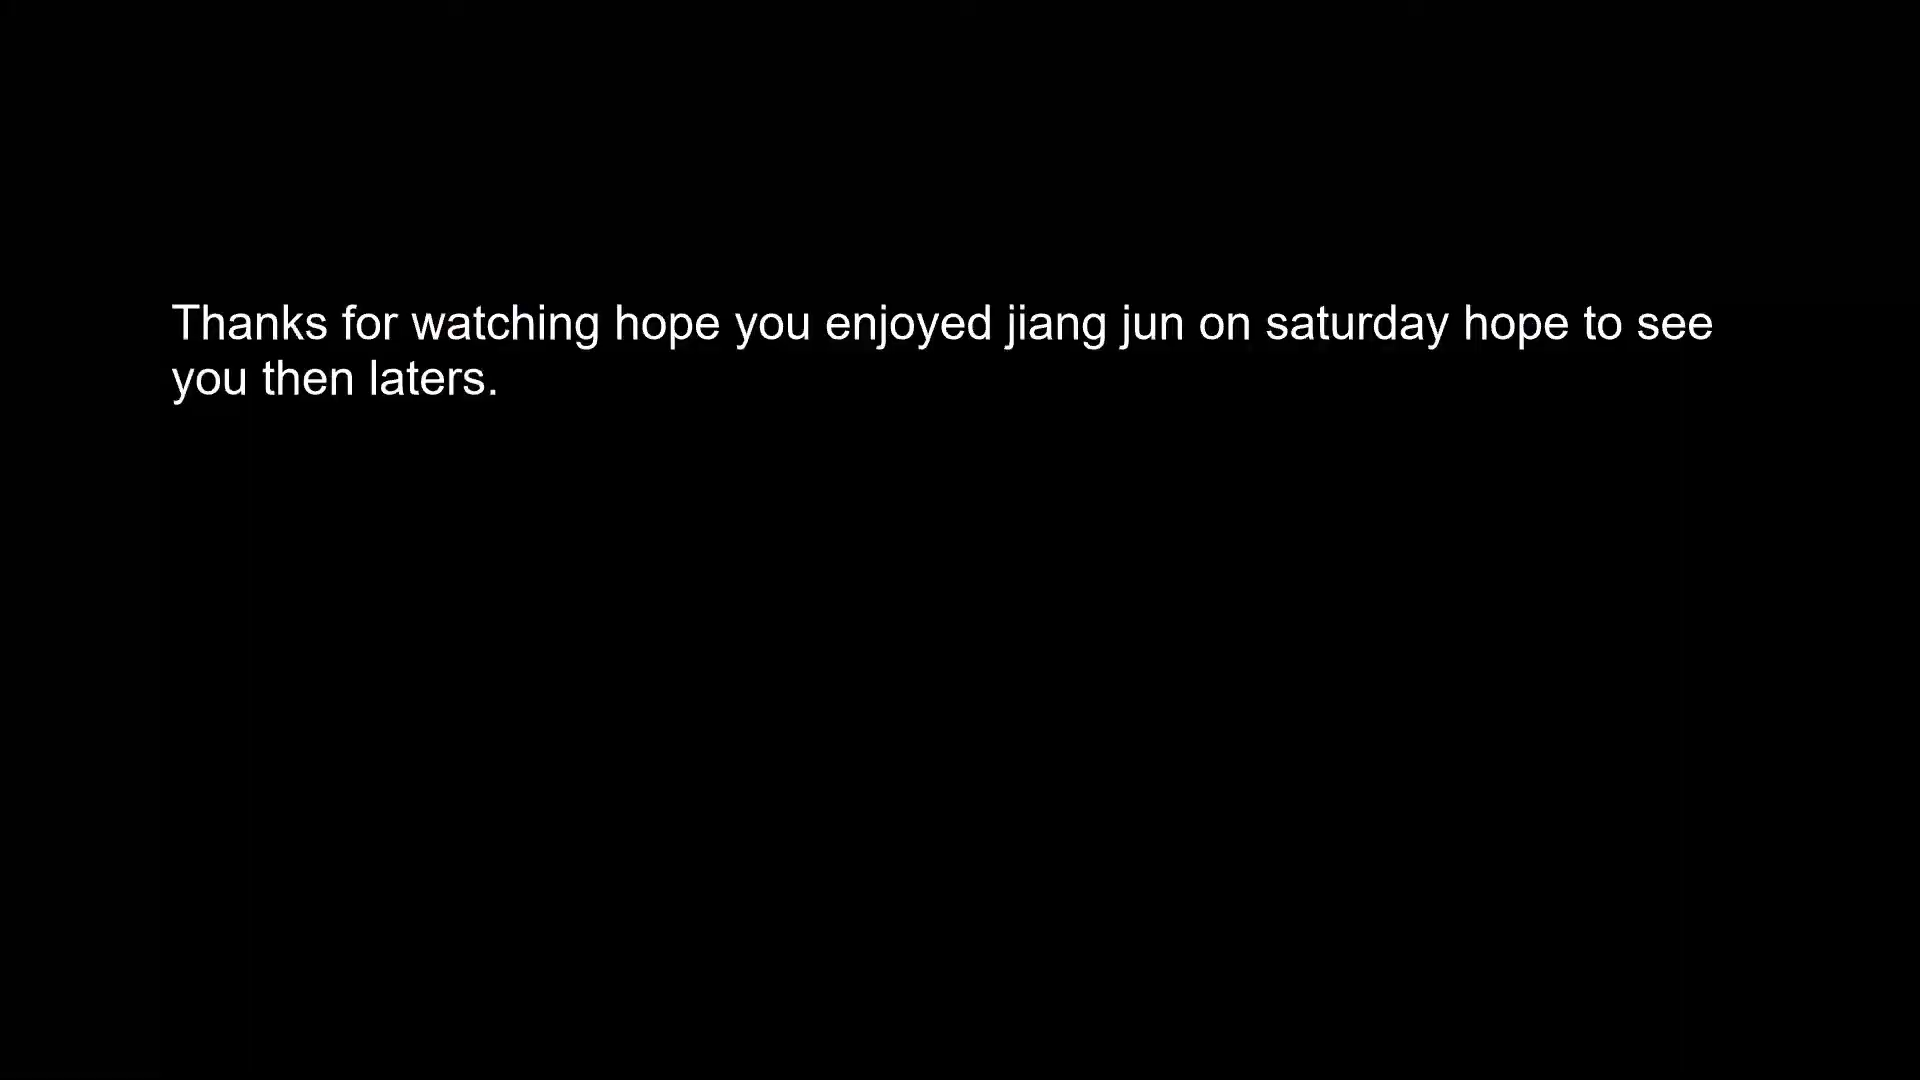 Thanks for watching hope you enjoyed jiang jun on saturday hope to see
you then laters.